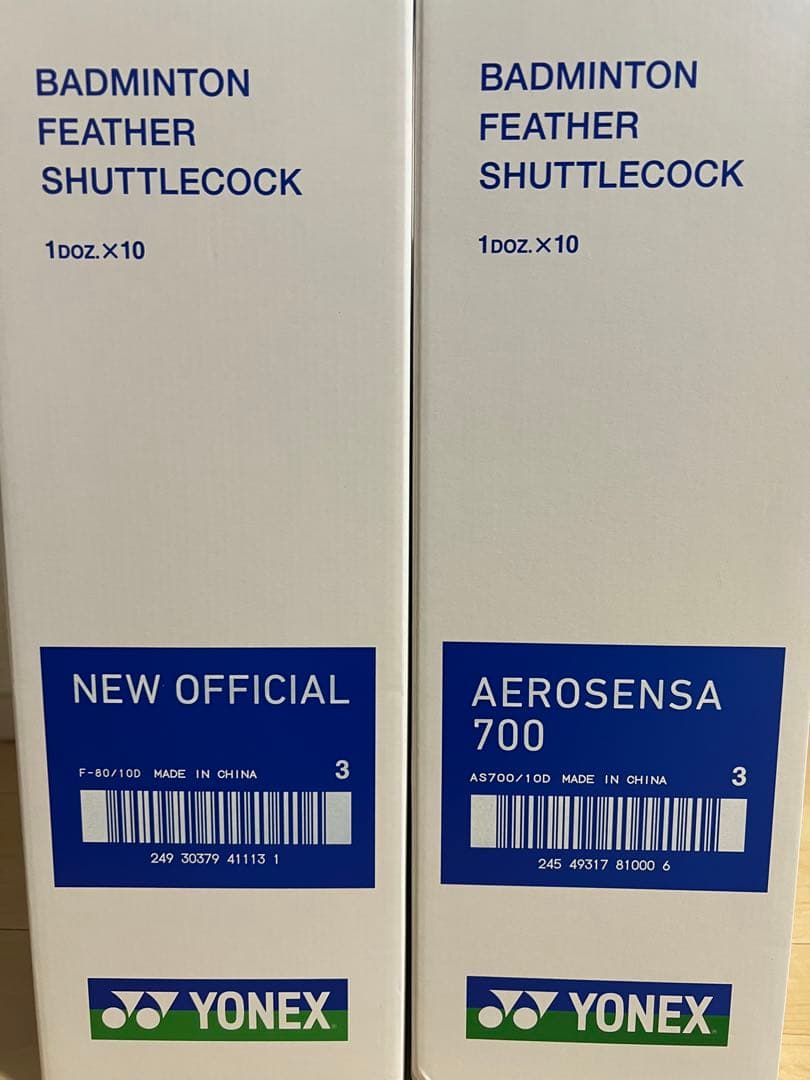 BADMINTON
FEATHER
SHUTTLECOCK
1DOZ.×10
NEW OFFICIAL
F-80/10D MADE IN CHINA 3
249 30379 41113 1
YONEX
BADMINTON
FEATHER
SHUTTLECOCK
1DOZ.×10
AEROSENSA
700
AS700/10D MADE IN CHINA 3
245 49317 81000 6
YONEX